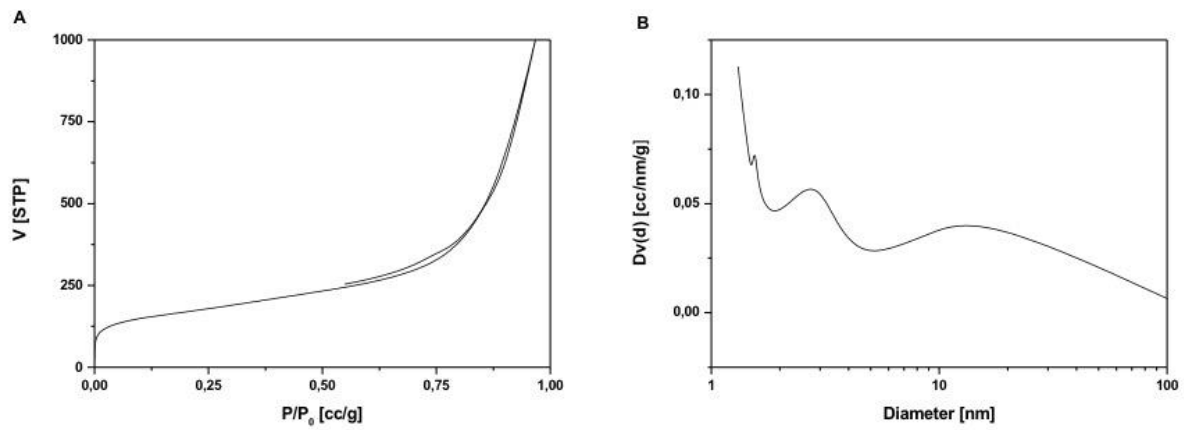 A
1000
750
500
250
0
V [STP]
0,00 0,25 0,50 0,75 1,00
P/P₀ [cc/g]
B
0,10
0,05
0,00
Dv(d) [cc/nm/g]
1 10 100
Diameter [nm]